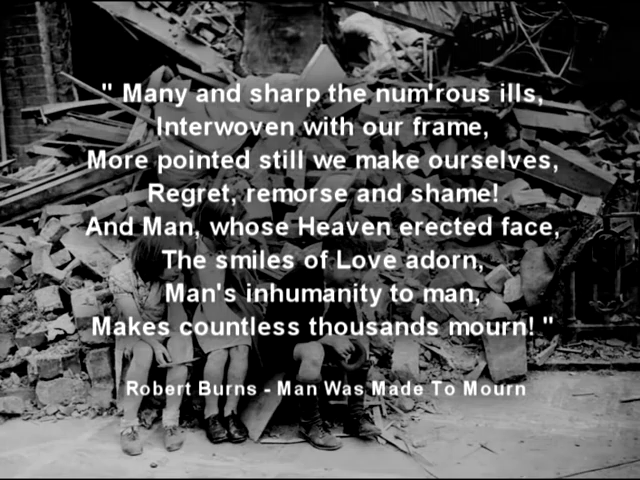 " Many and sharp the num'rous ills,
Interwoven with our frame,
More pointed still we make ourselves,
Regret, remorse and shame!
And Man, whose Heaven erected face,
The smiles of Love adorn,
Man's inhumanity to man,
Makes countless thousands mourn! "
Robert Burns - Man Was Made To Mourn